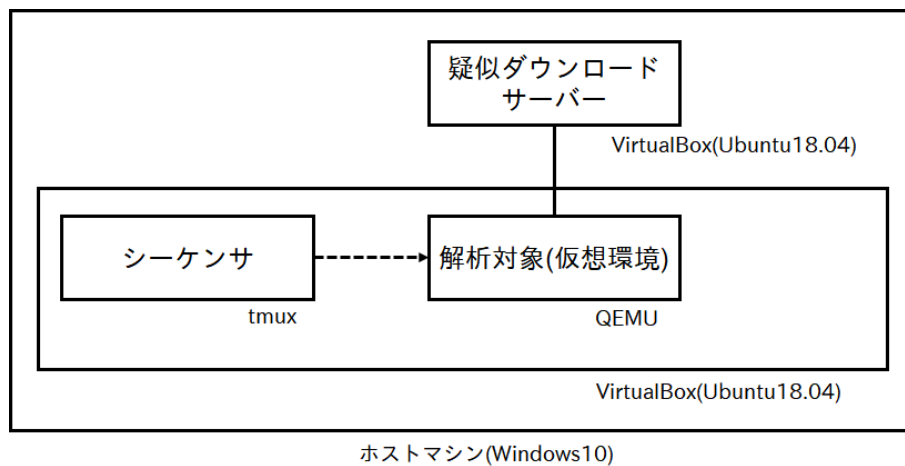 疑似ダウンロード
サーバー
VirtualBox(Ubuntu18.04)
シーケンサ
解析対象(仮想環境)
tmux
QEMU
VirtualBox(Ubuntu18.04)
ホストマシン(Windows10)